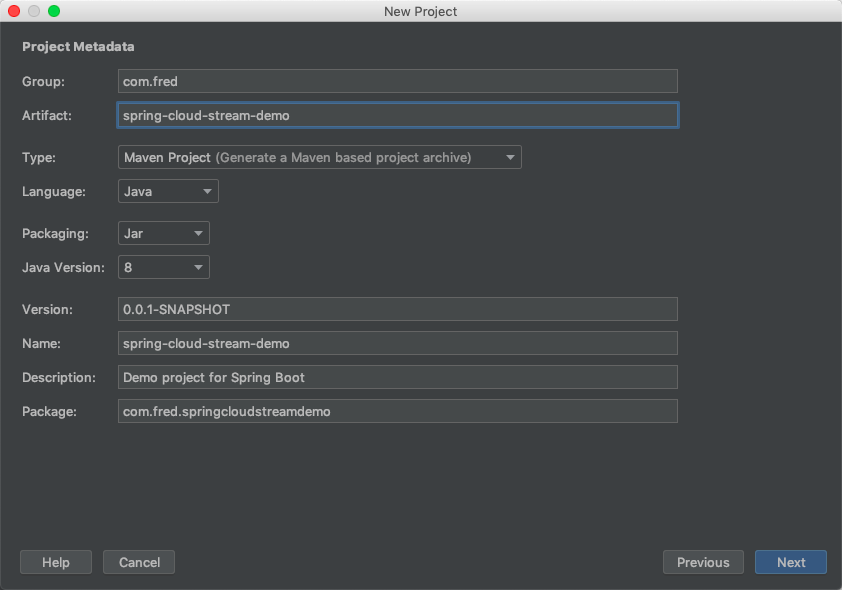 New Project
Project Metadata
Group: com.fred
Artifact: spring-cloud-stream-demo
Type: Maven Project (Generate a Maven based project archive)
Language: Java
Packaging: Jar
Java Version: 8
Version: 0.0.1-SNAPSHOT
Name: spring-cloud-stream-demo
Description: Demo project for Spring Boot
Package: com.fred.springcloudstreamdemo
Help Cancel Previous Next